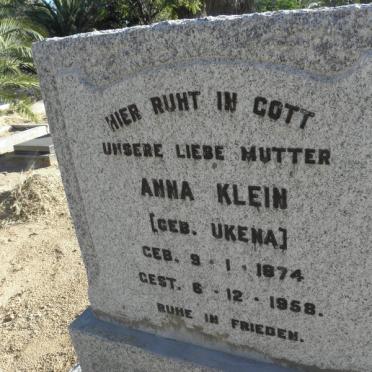 HIER RUHT IN GOTT
UNSERE LIEBE MUTTER
ANNA KLEIN
[GEB. UKENA]
GEB. 9 · 1 · 1874.
GEST. 6 · 12 · 1958.
RUHE IN FRIEDEN.